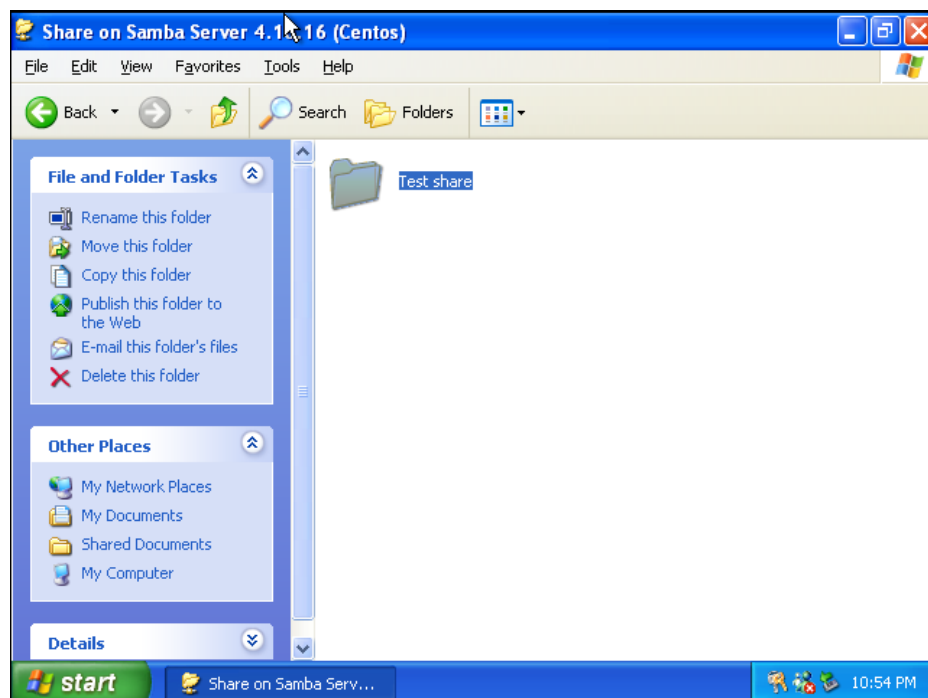 Share on Samba Server 4.1 .16 (Centos)
File Edit View Favorites Tools Help
Back Search Folders
File and Folder Tasks
Rename this folder
Move this folder
Copy this folder
Publish this folder to
the Web
E-mail this folder's files
Delete this folder
Other Places
My Network Places
My Documents
Shared Documents
My Computer
Details
Test share
start Share on Samba Serv... 10:54 PM